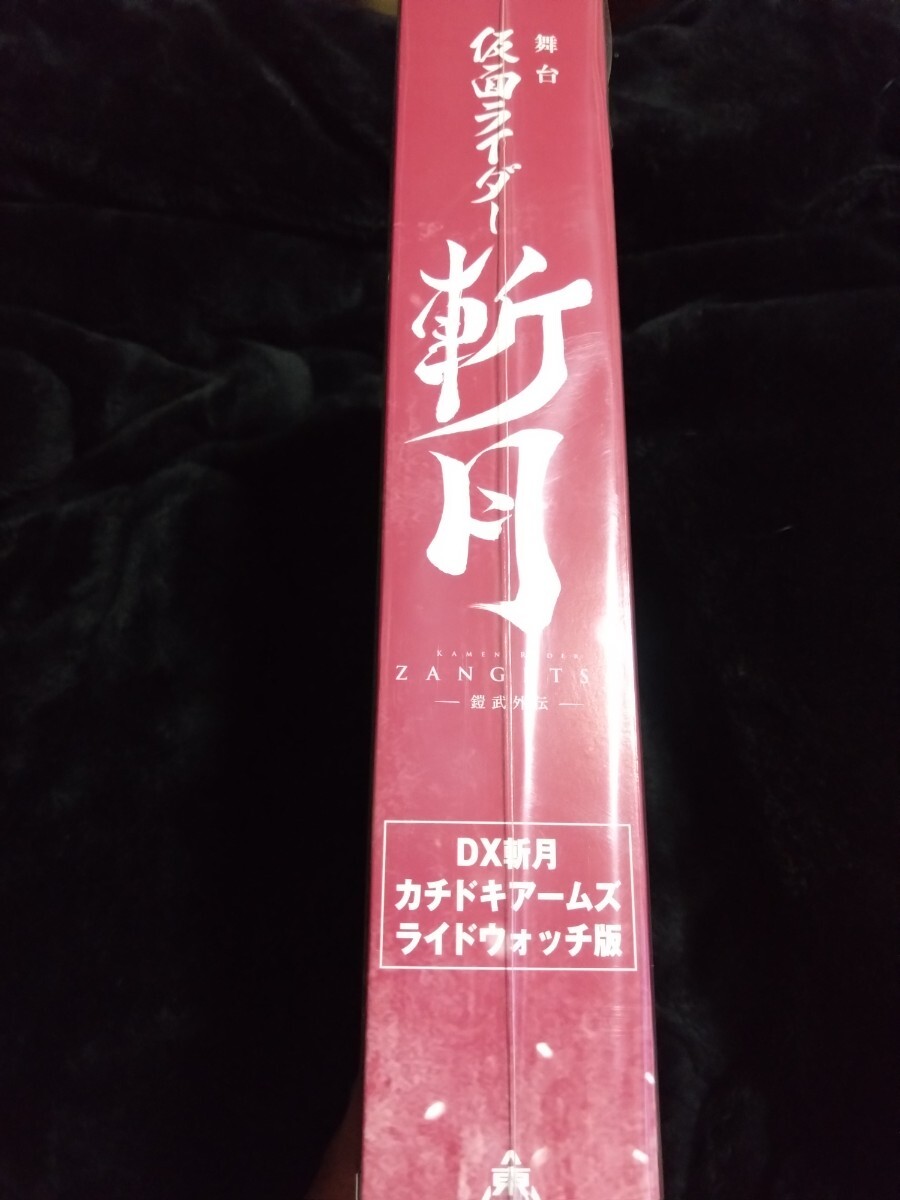 舞台
仮面ライダー
斬月
KAMEN RIDER
ZANGETSU
―鎧武外伝―
DX斬月
カチドキアームズ
ライドウォッチ版
東